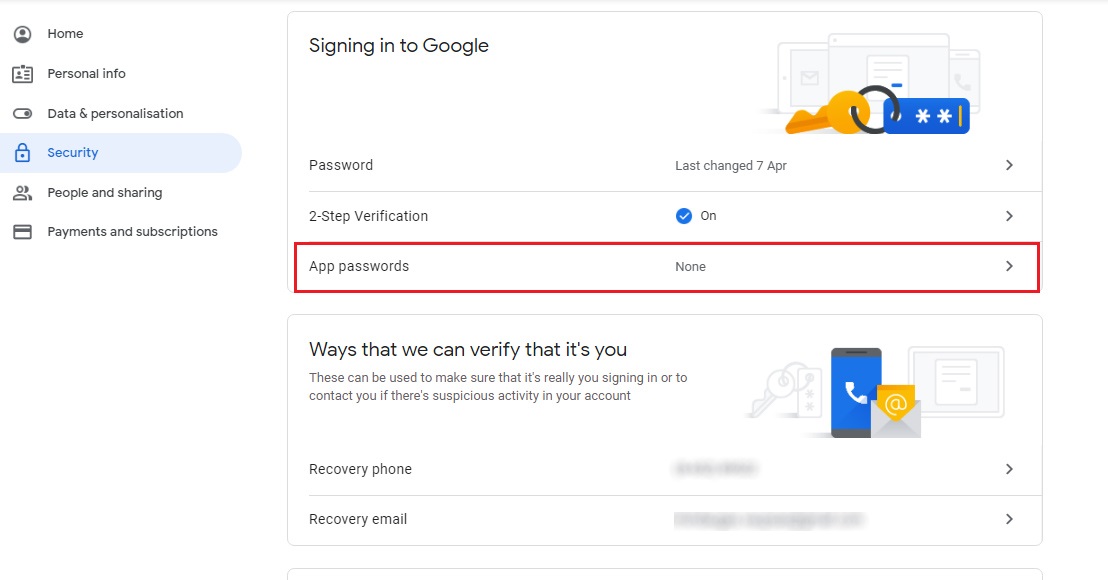 Home
Personal info
Data & personalisation
Security
People and sharing
Payments and subscriptions
Signing in to Google
Password Last changed 7 Apr
2-Step Verification On
App passwords None
Ways that we can verify that it's you
These can be used to make sure that it's really you signing in or to
contact you if there's suspicious activity in your account
Recovery phone
Recovery email